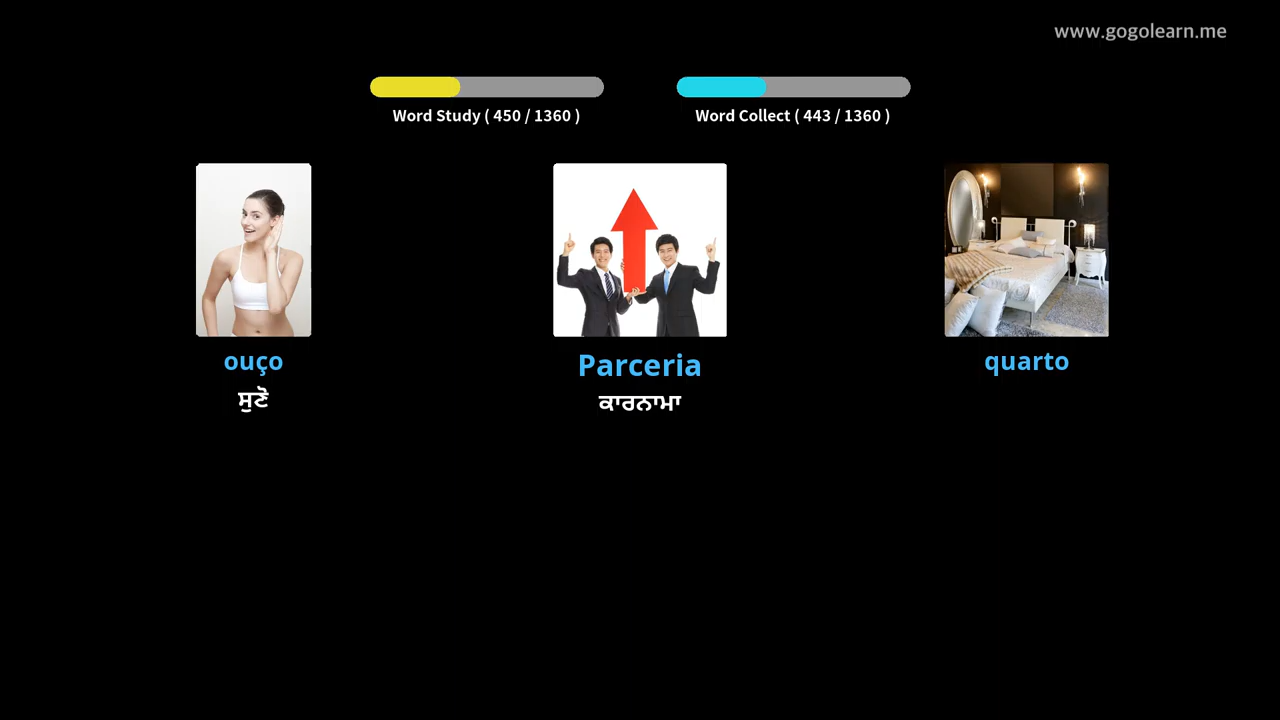 www.gogolearn.me
Word Study ( 450 / 1360 )
Word Collect ( 443 / 1360 )
ouço
Parceria
quarto
ਸੁਣੋ
ਕਾਰਨਾਮਾ